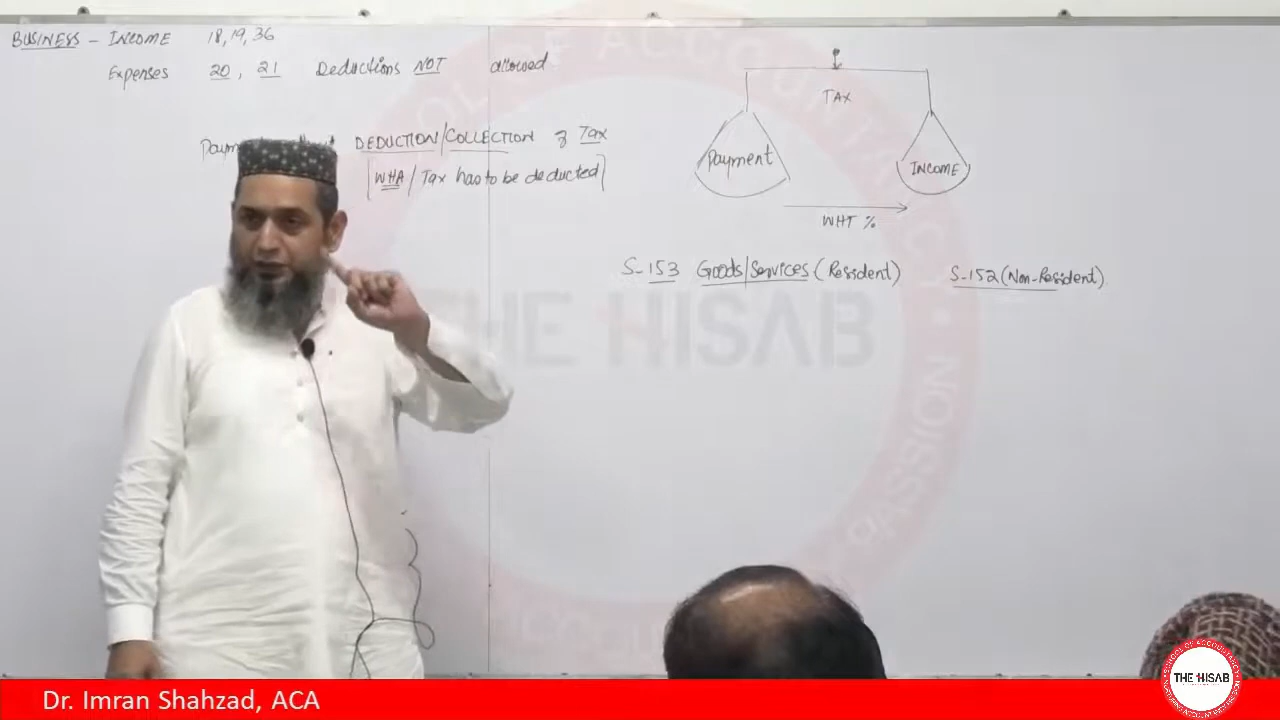 BUSINESS - INCOME 18, 19, 36
Expenses 20, 21 Deductions NOT allowed
DEDUCTION/COLLECTION of Tax
[WHA / Tax has to be deducted]
TAX
Payment
INCOME
WHT %
S-153 Goods/Services (Resident) S-152 (Non-Resident)
THE HISAB
Dr. Imran Shahzad, ACA
THE HISAB